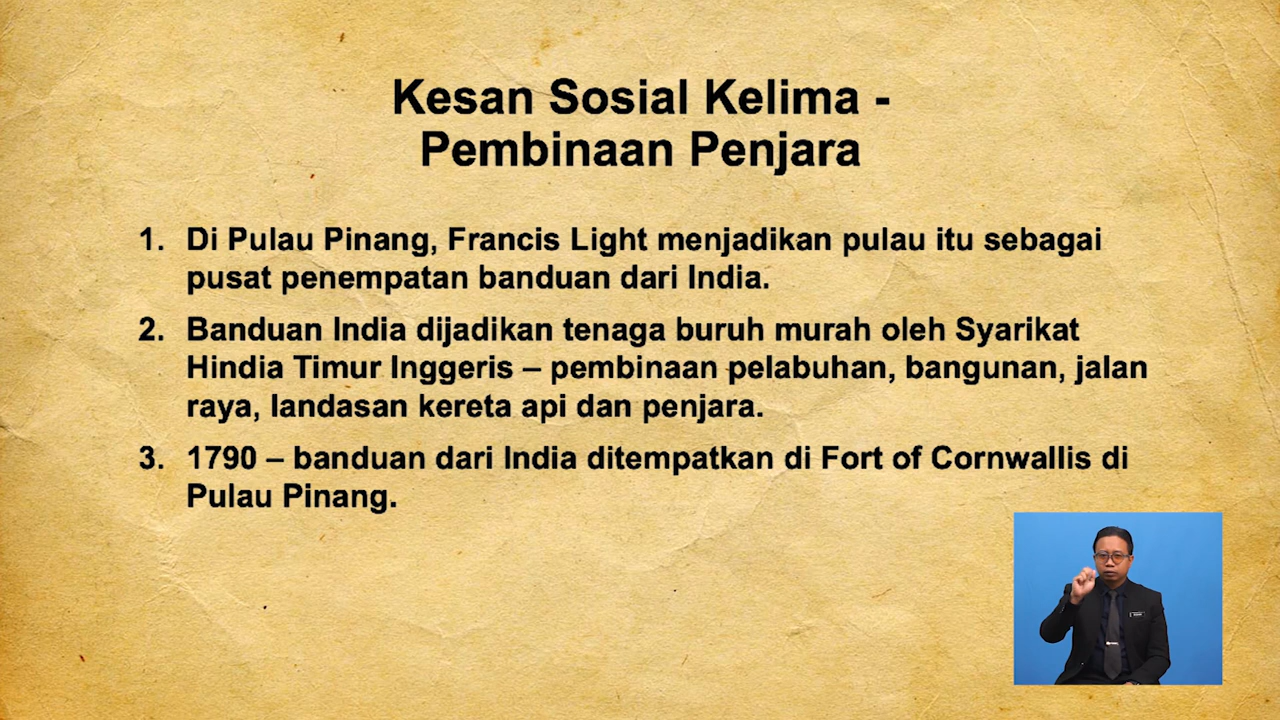 Kesan Sosial Kelima -
Pembinaan Penjara
1. Di Pulau Pinang, Francis Light menjadikan pulau itu sebagai
pusat penempatan banduan dari India.
2. Banduan India dijadikan tenaga buruh murah oleh Syarikat
Hindia Timur Inggeris – pembinaan pelabuhan, bangunan, jalan
raya, landasan kereta api dan penjara.
3. 1790 – banduan dari India ditempatkan di Fort of Cornwallis di
Pulau Pinang.